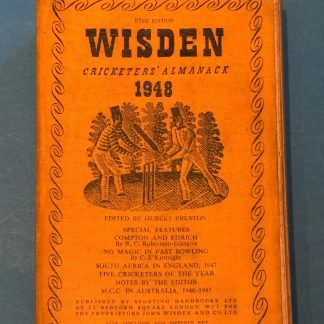 85TH EDITION
WISDEN
CRICKETERS' ALMANACK
1948
EDITED BY HUBERT PRESTON
SPECIAL FEATURES
COMPTON AND EDRICH
By R. C. Robertson-Glasgow
NO MAGIC IN FAST BOWLING
By C. J. Kortright
SOUTH AFRICA IN ENGLAND, 1947
FIVE CRICKETERS OF THE YEAR
NOTES BY THE EDITOR
M.C.C. IN AUSTRALIA, 1946-1947
PUBLISHED BY SPORTING HANDBOOKS LTD
AT 13 BEDFORD SQUARE LONDON WC1 FOR
THE PROPRIETORS JOHN WISDEN AND CO LTD